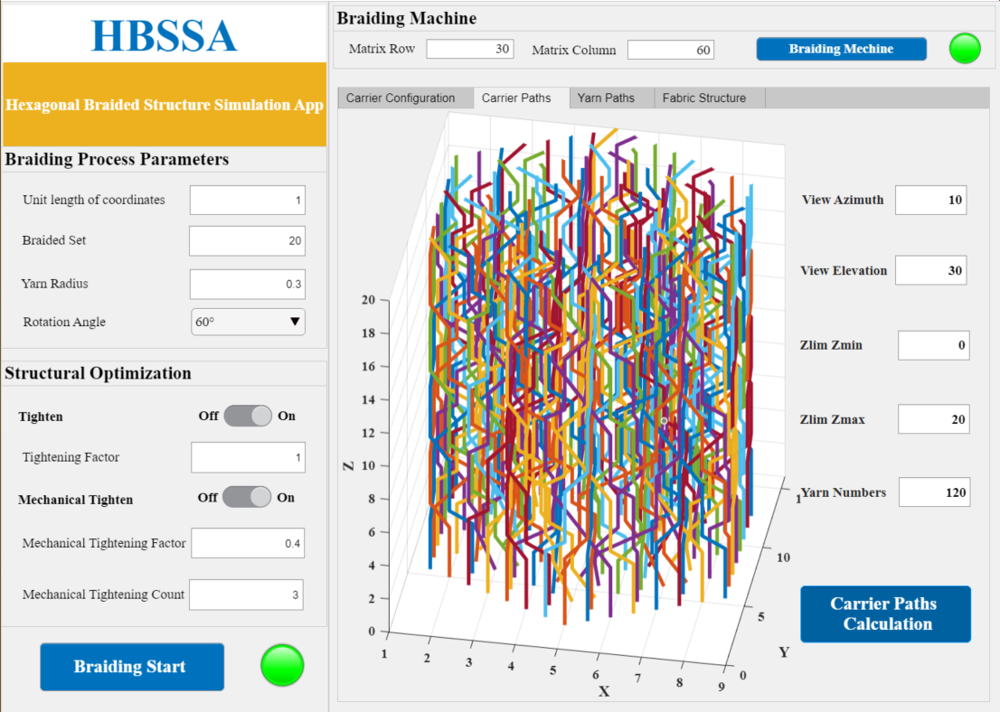 HBSSA
Hexagonal Braided Structure Simulation App
Braiding Process Parameters
Unit length of coordinates 1
Braided Set 20
Yarn Radius 0.3
Rotation Angle 60°
Structural Optimization
Tighten Off On
Tightening Factor 1
Mechanical Tighten Off On
Mechanical Tightening Factor 0.4
Mechanical Tightening Count 3
Braiding Start
Braiding Machine
Matrix Row 30 Matrix Column 60 Braiding Mechine
Carrier Configuration Carrier Paths Yarn Paths Fabric Structure
20
18
16
14
12
10
8
6
4
2
0
Z
1
2
3
4
5
6
7
8
9
X
0
5
10
1
Y
View Azimuth 10
View Elevation 30
Zlim Zmin 0
Zlim Zmax 20
Yarn Numbers 120
Carrier Paths
Calculation